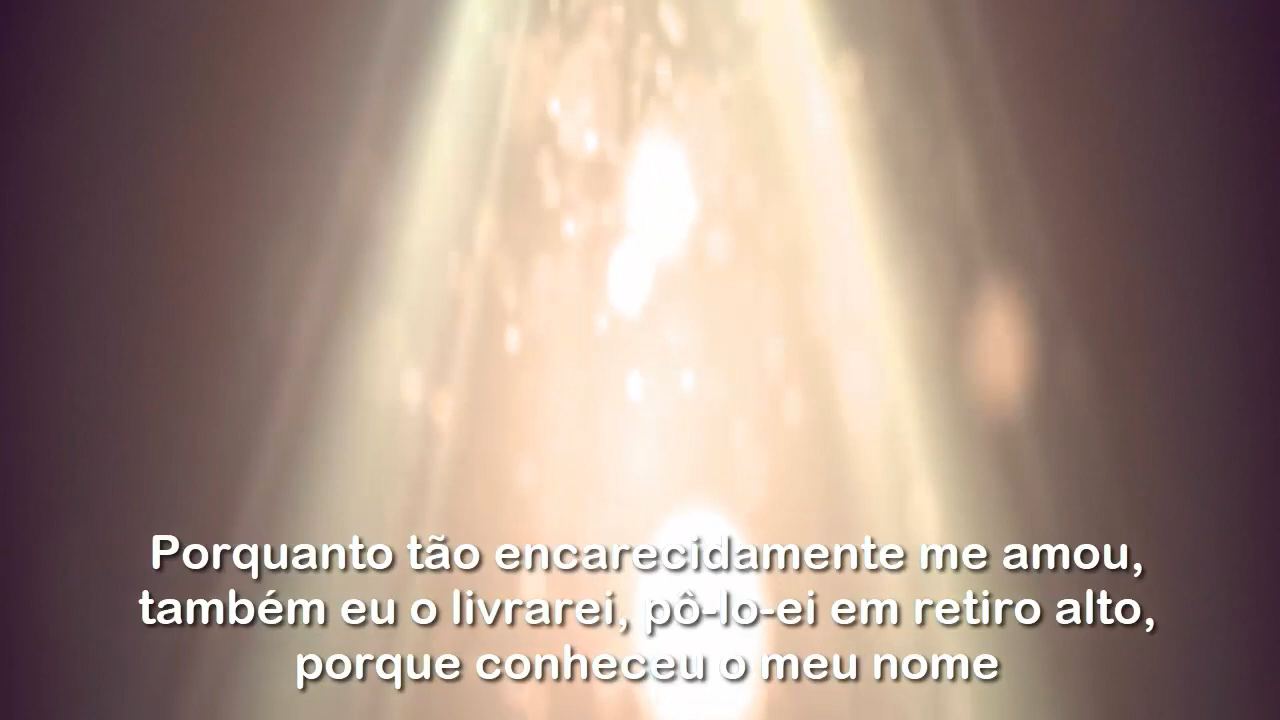 Porquanto tão encarecidamente me amou,
também eu o livrarei, pô-lo-ei em retiro alto,
porque conheceu o meu nome